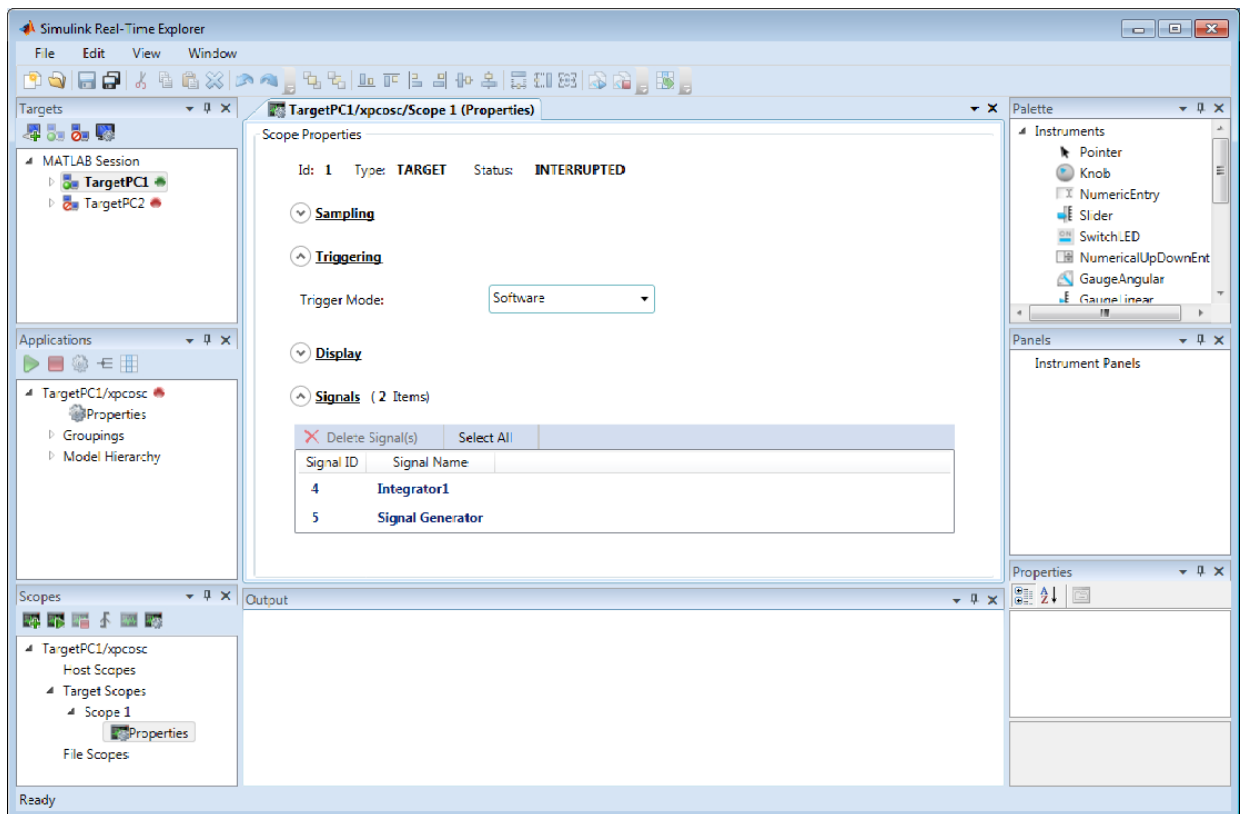 Simulink Real-Time Explorer
File Edit View Window
Targets
MATLAB Session
TargetPC1
TargetPC2
Applications
TargetPC1/xpcosc
Properties
Groupings
Model Hierarchy
Scopes
TargetPC1/xpcosc
Host Scopes
Target Scopes
Scope 1
Properties
File Scopes
TargetPC1/xpcosc/Scope 1 (Properties)
Scope Properties
Id: 1 Type: TARGET Status: INTERRUPTED
Sampling
Triggering
Trigger Mode: Software
Display
Signals ( 2 Items)
Delete Signal(s) Select All
Signal ID Signal Name
4 Integrator1
5 Signal Generator
Output
Palette
Instruments
Pointer
Knob
NumericEntry
Slider
SwitchLED
NumericalUpDownEnt
GaugeAngular
GaugeLinear
Panels
Instrument Panels
Properties
Ready